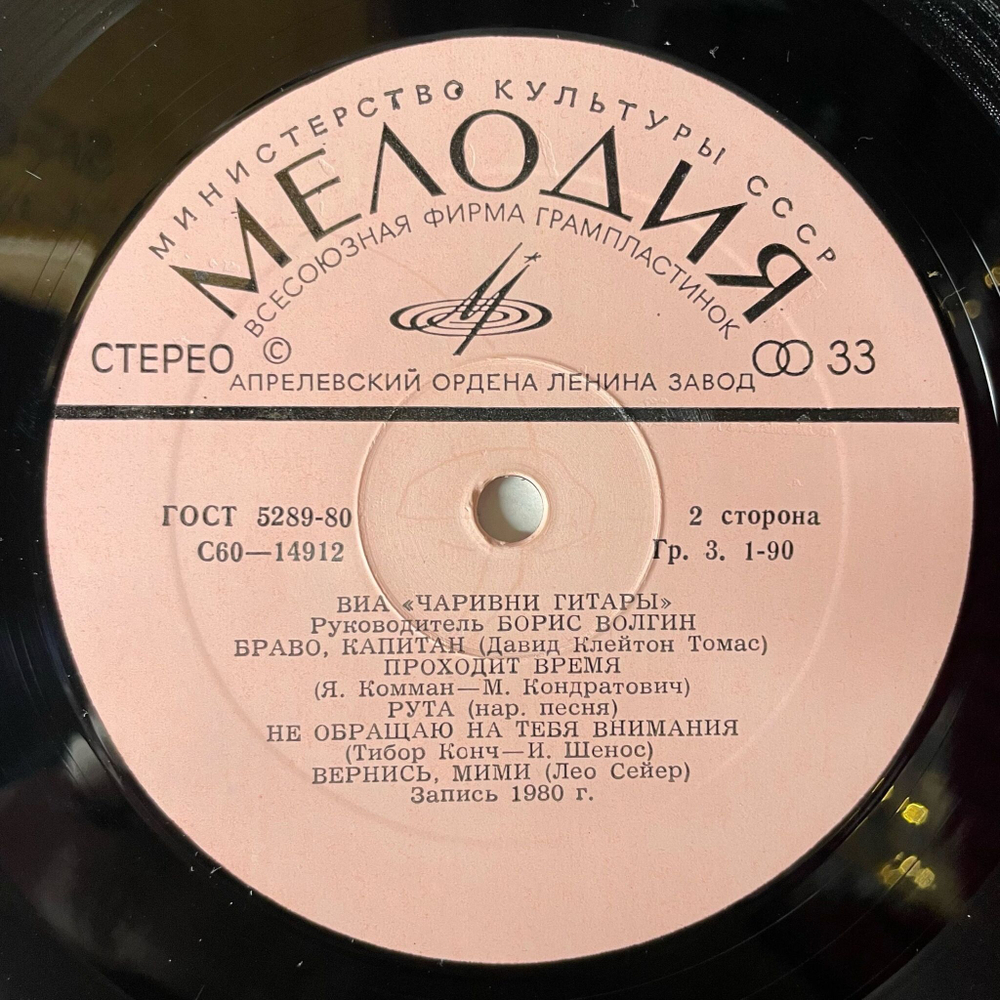 МИНИСТЕРСТВО КУЛЬТУРЫ СССР
МЕЛОДИЯ
ВСЕСОЮЗНАЯ ФИРМА ГРАМПЛАСТИНОК
СТЕРЕО © 33
АПРЕЛЕВСКИЙ ОРДЕНА ЛЕНИНА ЗАВОД
ГОСТ 5289-80 2 сторона
С60—14912 Гр. 3. 1-90
ВИА «ЧАРИВНИ ГИТАРЫ»
Руководитель БОРИС ВОЛГИН
БРАВО, КАПИТАН (Давид Клейтон Томас)
ПРОХОДИТ ВРЕМЯ
(Я. Комман—М. Кондратович)
РУТА (нар. песня)
НЕ ОБРАЩАЮ НА ТЕБЯ ВНИМАНИЯ
(Тибор Конч—И. Шенос)
ВЕРНИСЬ, МИМИ (Лео Сейер)
Запись 1980 г.